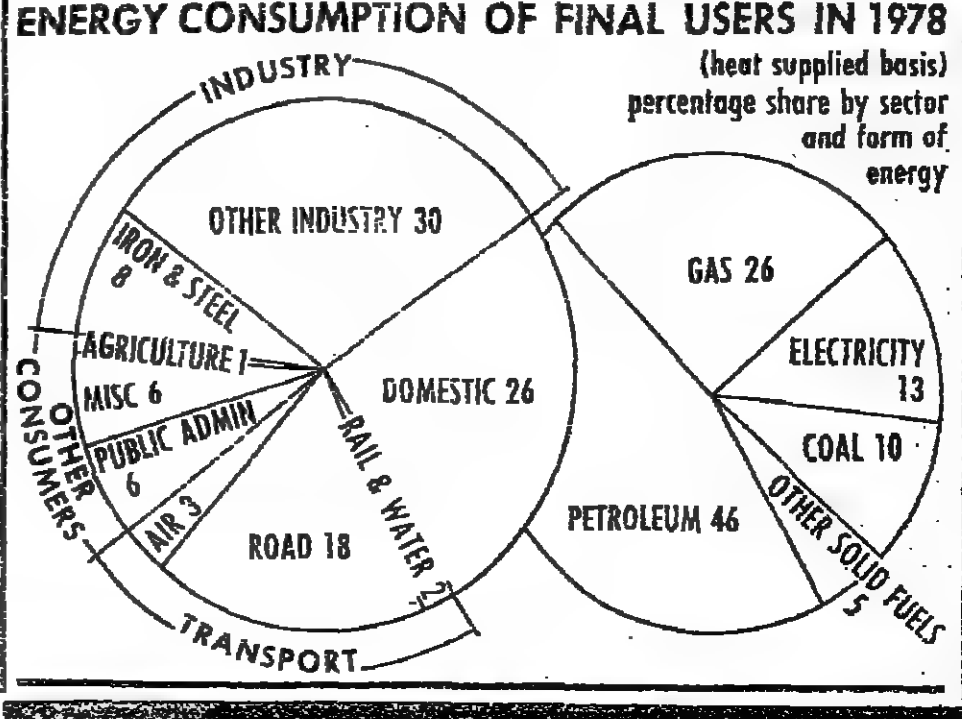 ENERGY CONSUMPTION OF FINAL USERS IN 1978
(heat supplied basis)
percentage share by sector
and form of
energy
INDUSTRY
OTHER INDUSTRY 30
IRON & STEEL
8
AGRICULTURE 1
MISC 6
PUBLIC ADMIN
6
OTHER
CONSUMERS
AIR 3
ROAD 18
RAIL & WATER 2
TRANSPORT
DOMESTIC 26
GAS 26
ELECTRICITY
13
COAL 10
OTHER SOLID FUELS
5
PETROLEUM 46